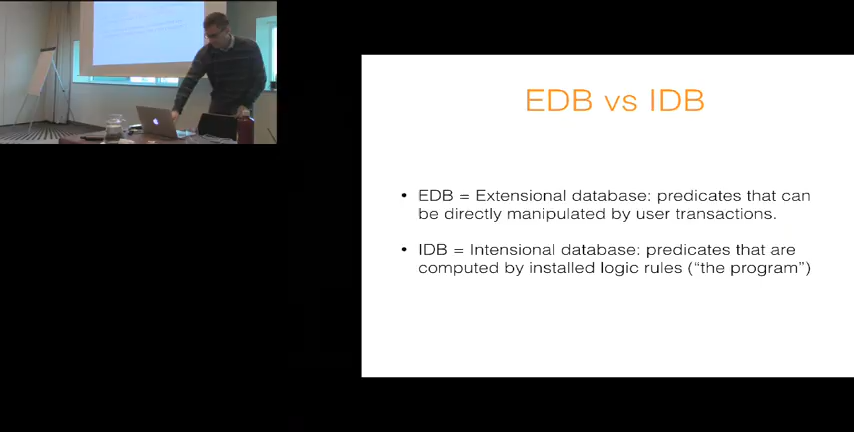 EDB vs IDB
• EDB = Extensional database: predicates that can
be directly manipulated by user transactions.
• IDB = Intensional database: predicates that are
computed by installed logic rules (“the program”)